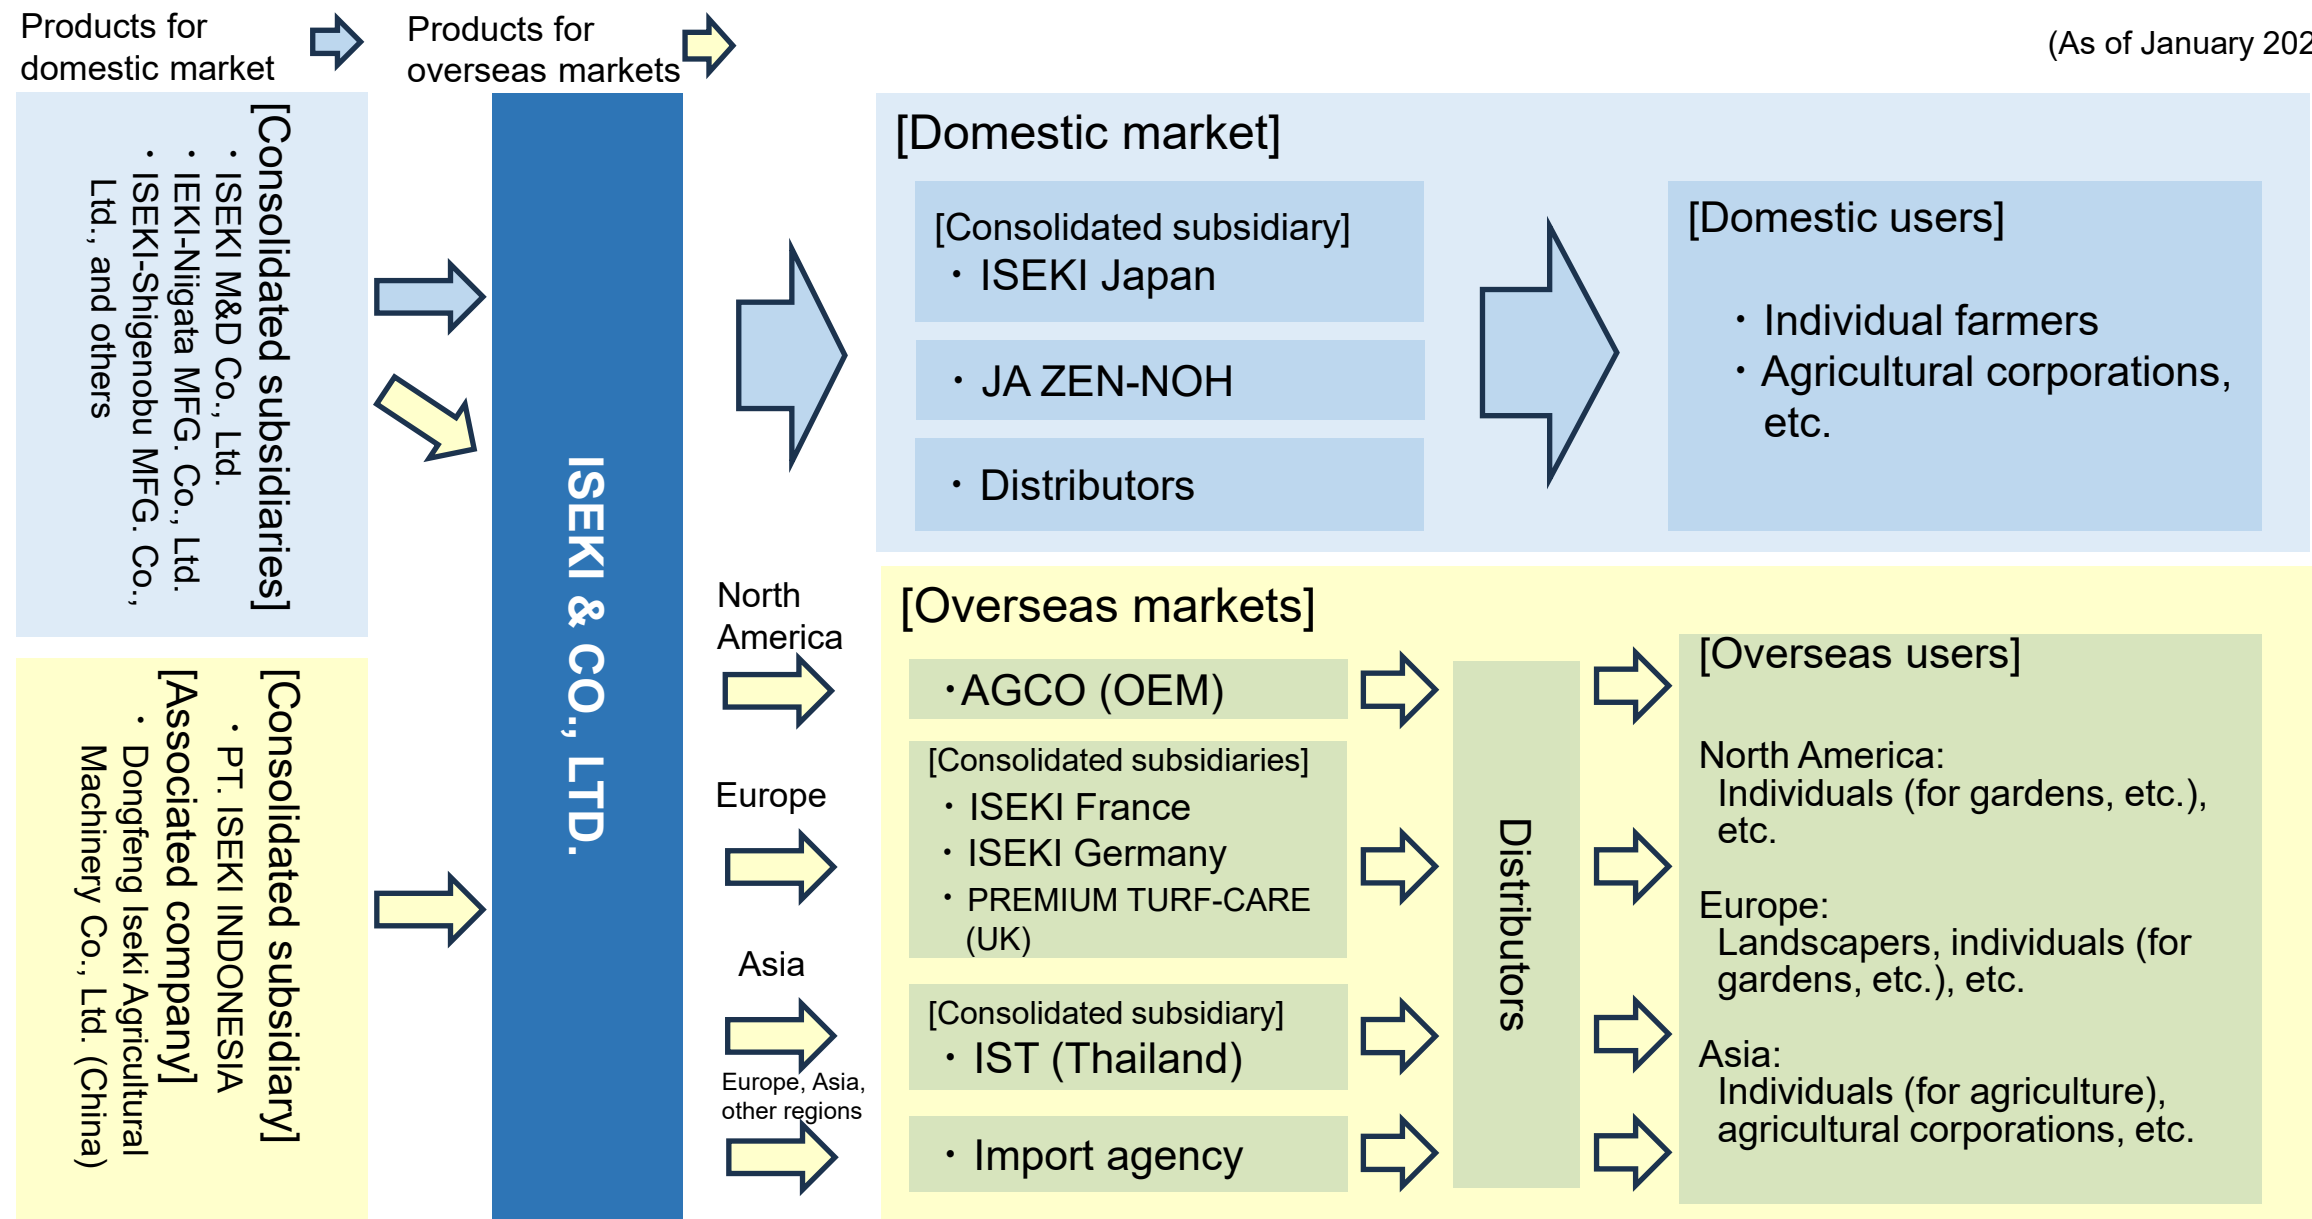 Products for
domestic market
Products for
overseas markets
(As of January 202
[Consolidated subsidiaries]
・ISEKI M&D Co., Ltd.
・IEKI-Niigata MFG. Co., Ltd.
・ISEKI-Shigenobu MFG. Co.,
Ltd., and others
[Consolidated subsidiary]
・PT. ISEKI INDONESIA
[Associated company]
・Dongfeng Iseki Agricultural
Machinery Co., Ltd. (China)
ISEKI & CO., LTD.
[Domestic market]
[Consolidated subsidiary]
・ISEKI Japan
・JA ZEN-NOH
・Distributors
[Domestic users]
・Individual farmers
・Agricultural corporations,
etc.
North
America
Europe
Asia
Europe, Asia,
other regions
[Overseas markets]
・AGCO (OEM)
[Consolidated subsidiaries]
・ISEKI France
・ISEKI Germany
・PREMIUM TURF-CARE
(UK)
[Consolidated subsidiary]
・IST (Thailand)
・Import agency
Distributors
[Overseas users]
North America:
Individuals (for gardens, etc.),
etc.
Europe:
Landscapers, individuals (for
gardens, etc.), etc.
Asia:
Individuals (for agriculture),
agricultural corporations, etc.